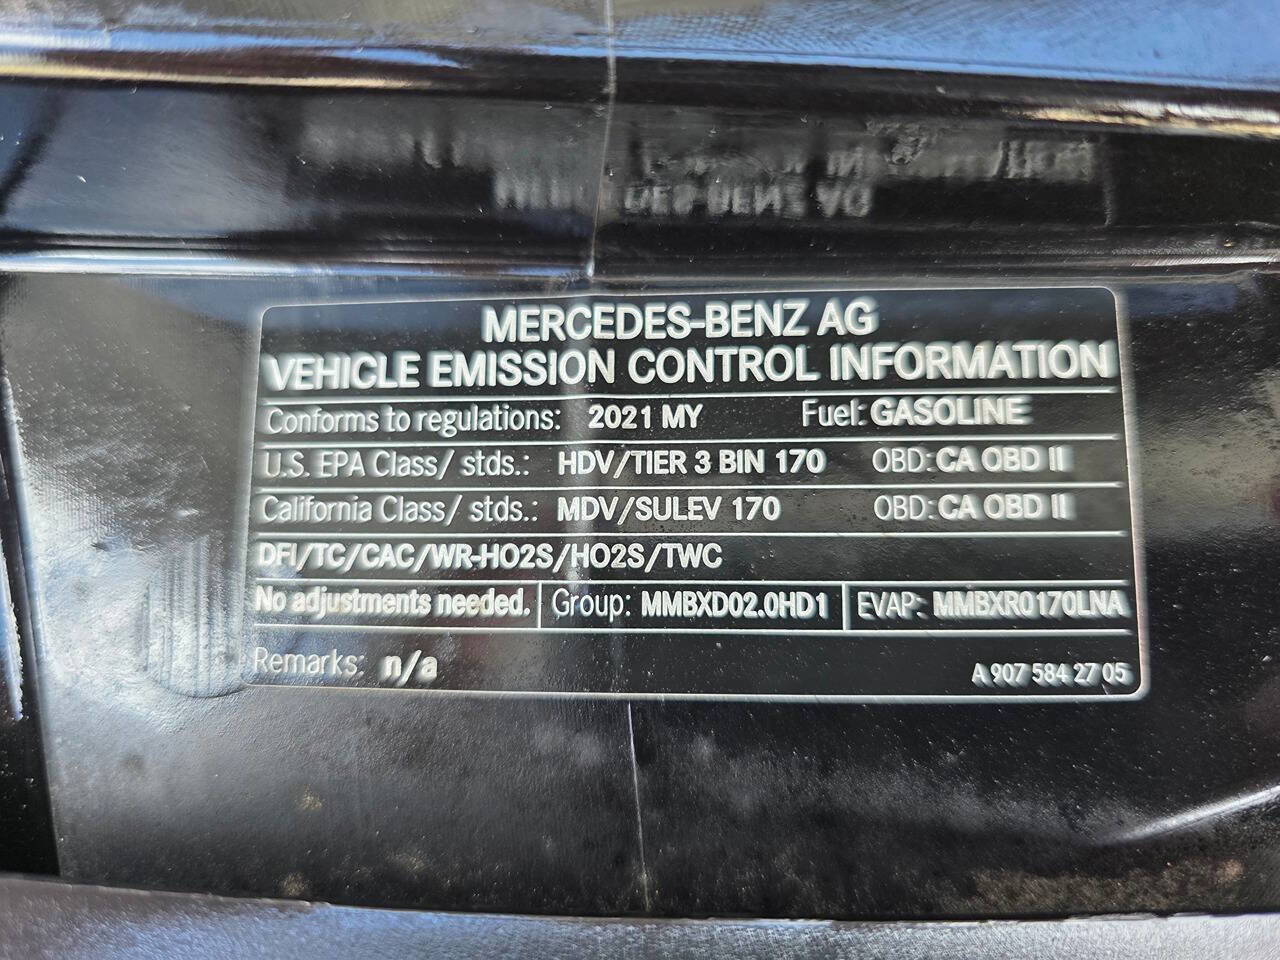 MERCEDES-BENZ AG
VEHICLE EMISSION CONTROL INFORMATION
Conforms to regulations: 2021 MY Fuel: GASOLINE
U.S. EPA Class/ stds.: HDV/TIER 3 BIN 170 OBD: CA OBD II
California Class/ stds.: MDV/SULEV 170 OBD: CA OBD II
DFI/TC/CAC/WR-HO2S/HO2S/TWC
No adjustments needed. Group: MMBXD02.0HD1 EVAP: MMBXR0170LNA
Remarks: n/a A 907 584 27 05